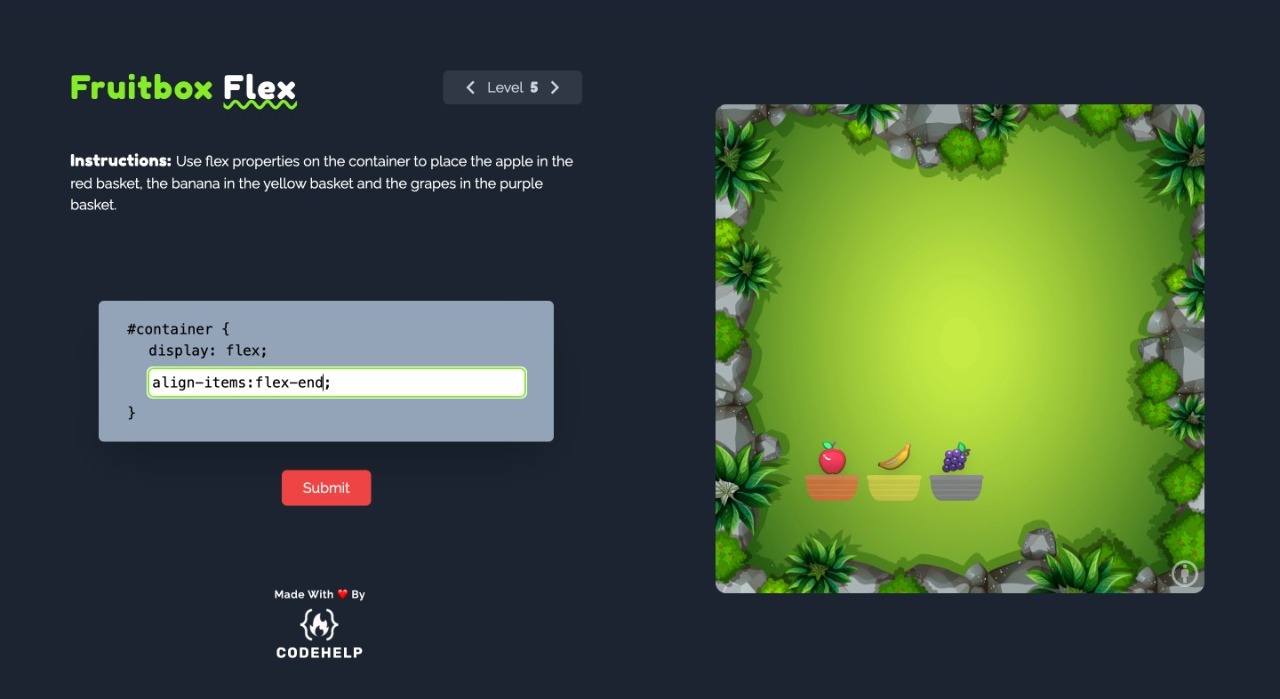 Fruitbox Flex
Level 5
Instructions: Use flex properties on the container to place the apple in the
red basket, the banana in the yellow basket and the grapes in the purple
basket.
#container {
display: flex;
align-items:flex-end;
}
Submit
Made With ❤️ By
CODEHELP